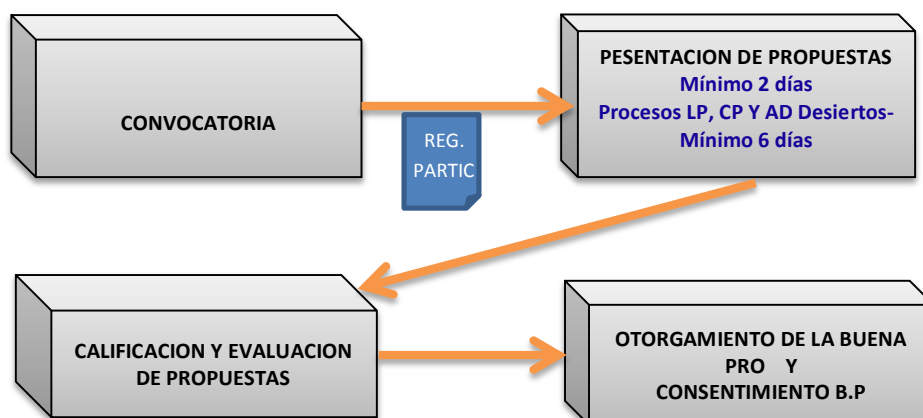 CONVOCATORIA
REG.
PARTIC
PESENTACION DE PROPUESTAS
Mínimo 2 días
Procesos LP, CP Y AD Desiertos-
Mínimo 6 días
CALIFICACION Y EVALUACION
DE PROPUESTAS
OTORGAMIENTO DE LA BUENA
PRO Y
CONSENTIMIENTO B.P